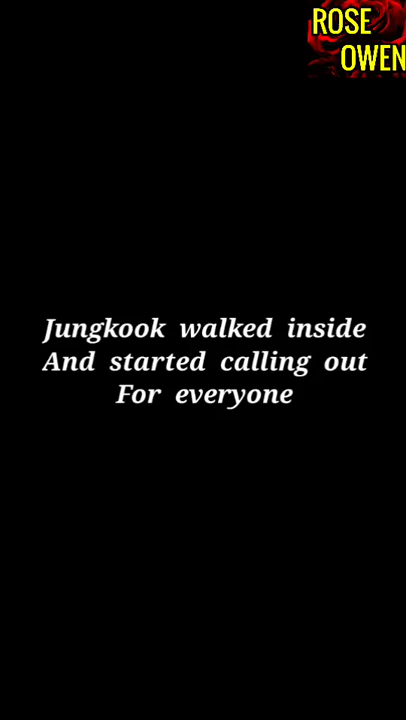 ROSE
OWEN
Jungkook walked inside
And started calling out
For everyone